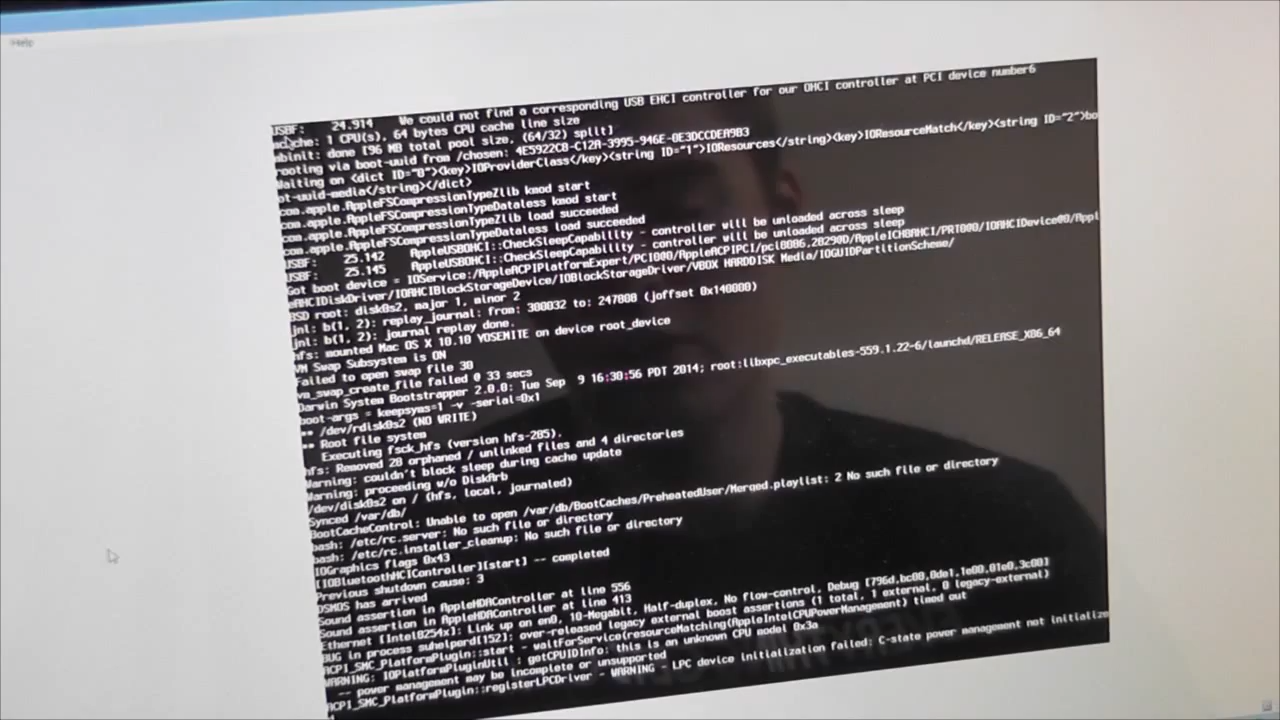 Help
USBF: 24.914 We could not find a corresponding USB EHCI controller for our OHCI controller at PCI device number6
mcache: 1 CPU(s), 64 bytes CPU cache line size
mbinit: done [96 MB total pool size, (64/32) split]
rooting via boot-uuid from /chosen: 4E5922C8-C12A-3995-946E-0E3DCCDEA9B3
Waiting on <dict ID="0"><key>IOProviderClass</key><string ID="1">IOResources</string><key>IOResourceMatch</key><string ID="2">bo
ot-uuid-media</string></dict>
com.apple.AppleFSCompressionTypeZlib kmod start
com.apple.AppleFSCompressionTypeDataless kmod start
com.apple.AppleFSCompressionTypeZlib load succeeded
com.apple.AppleFSCompressionTypeDataless load succeeded
USBF: 25.142 AppleUSBOHCI::CheckSleepCapability - controller will be unloaded across sleep
USBF: 25.145 AppleUSBOHCI::CheckSleepCapability - controller will be unloaded across sleep
Got boot device = IOService:/AppleACPIPlatformExpert/PCI0@0/AppleACPIPCI/pci8086,2829@D/AppleICH8AHCI/PRT0@0/IOAHCIDevice@0/Appl
eAHCIDiskDriver/IOAHCIBlockStorageDevice/IOBlockStorageDriver/VBOX HARDDISK Media/IOGUIDPartitionScheme/
BSD root: disk0s2, major 1, minor 2
jnl: b(1, 2): replay_journal: from: 300032 to: 247808 (joffset 0x140000)
jnl: b(1, 2): journal replay done.
hfs: mounted Mac OS X 10.10 YOSEMITE on device root_device
VM Swap Subsystem is ON
Failed to open swap file 30
vm_swap_create_file failed @ 33 secs
Darwin System Bootstrapper 2.0.0: Tue Sep 9 16:30:56 PDT 2014; root:libxpc_executables-559.1.22~6/launchd/RELEASE_X86_64
boot-args = keepsyms=1 -v -serial=0x1
** /dev/rdisk0s2 (NO WRITE)
** Root file system
Executing fsck_hfs (version hfs-285).
hfs: Removed 28 orphaned / unlinked files and 4 directories
Warning: couldn't block sleep during cache update
Warning: proceeding w/o DiskArb
/dev/disk0s2 on / (hfs, local, journaled)
Synced /var/db/
BootCacheControl: Unable to open /var/db/BootCaches/PreheatedUser/Merged.playlist: 2 No such file or directory
bash: /etc/rc.server: No such file or directory
bash: /etc/rc.installer_cleanup: No such file or directory
IOGraphics flags 0x43
[IOBluetoothHCIController][start] -- completed
Previous shutdown cause: 3
DSMOS has arrived
Sound assertion in AppleHDAController at line 556
Sound assertion in AppleHDAController at line 413
Ethernet [Intel8254x]: Link up on en0, 10-Megabit, Half-duplex, No flow-control, Debug [796d,bc00,0de1,1e00,01e0,3c00]
BUG in process suhelperd[152]: over-released legacy external boost assertions (1 total, 1 external, 0 legacy-external)
ACPI_SMC_PlatformPlugin::start - waitForService(resourceMatching(AppleIntelCPUPowerManagement) timed out
WARNING: IOPlatformPluginUtil : getCPUIDInfo: this is an unknown CPU model 0x3a
-- power management may be incomplete or unsupported
ACPI_SMC_PlatformPlugin::registerLPCDriver - WARNING - LPC device initialization failed: C-state power management not initialize